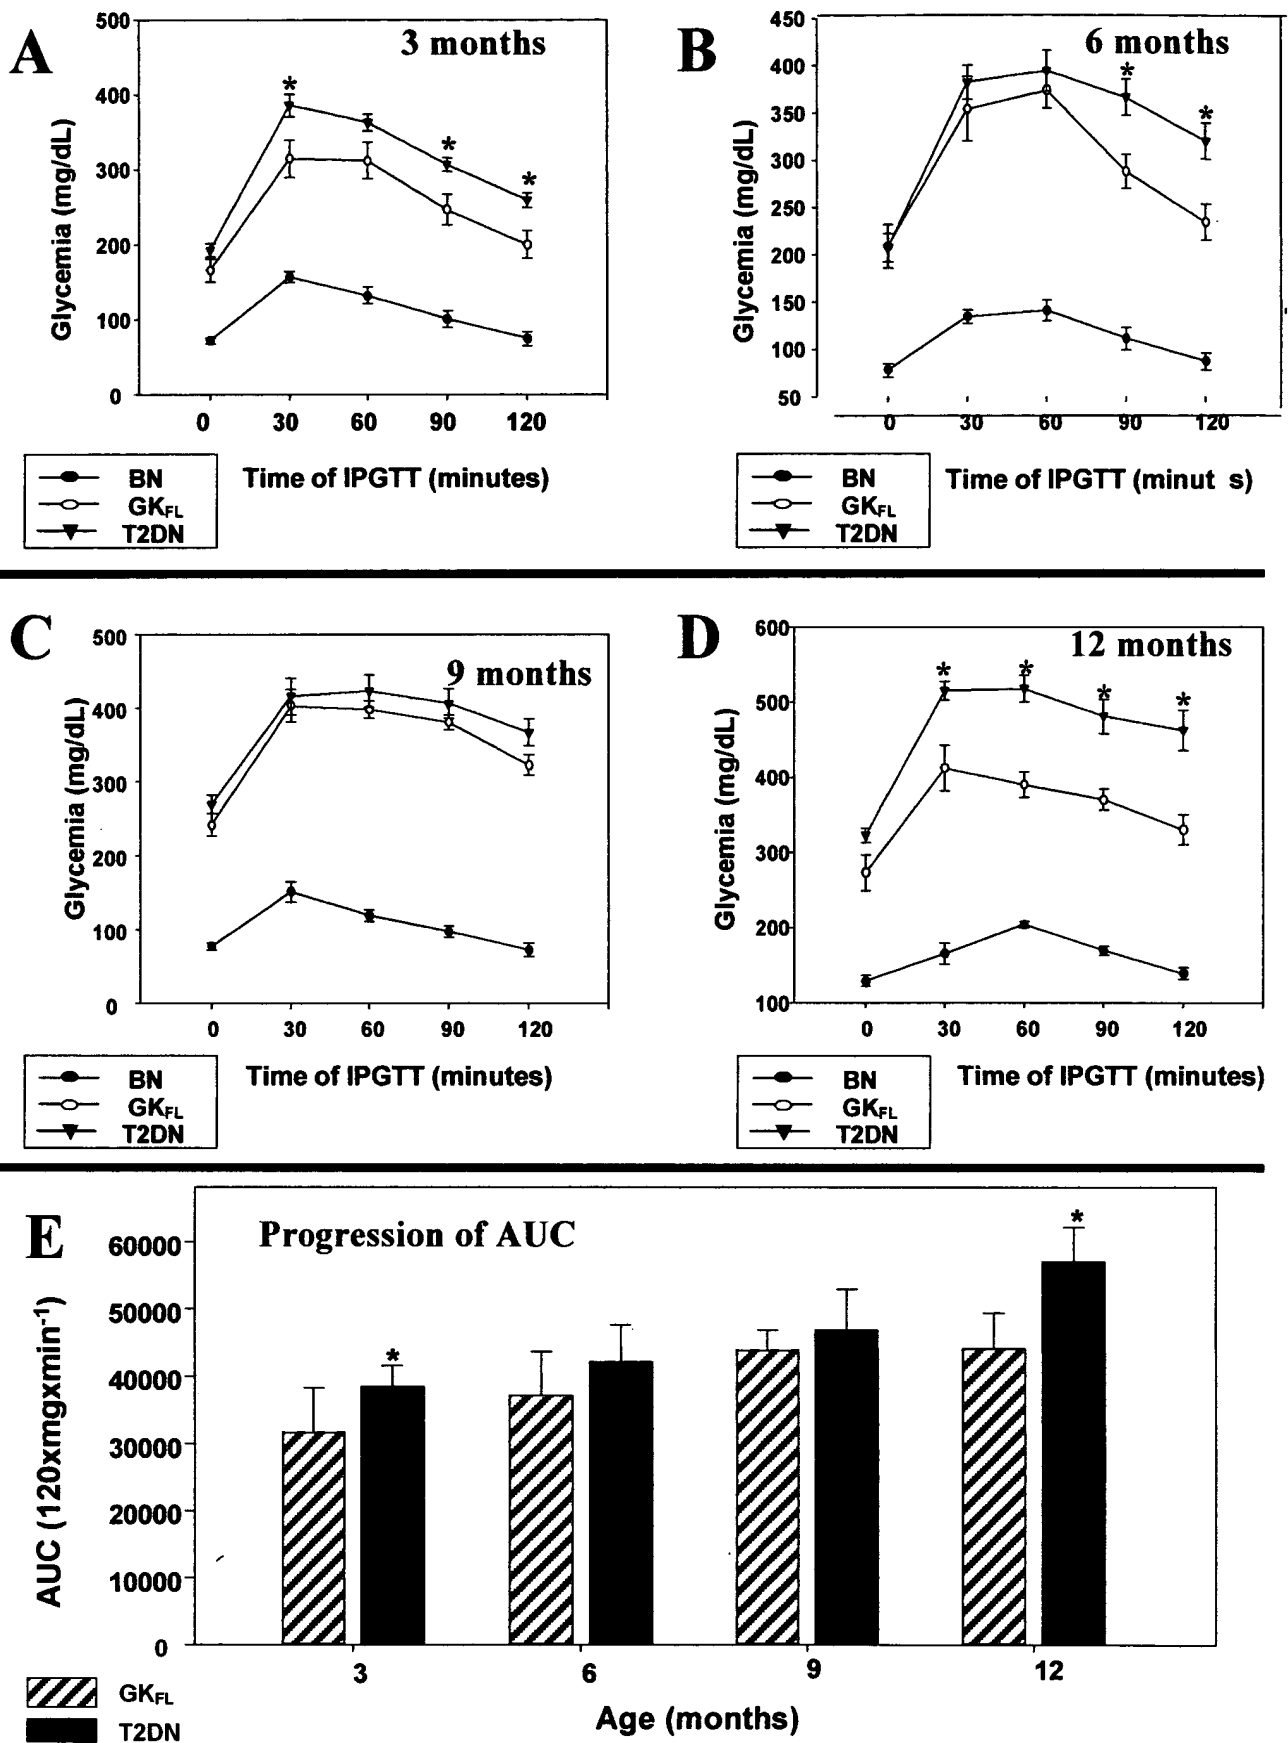 A
3 months
500
400
300
200
100
0
Glycemia (mg/dL)
*
*
*
0 30 60 90 120
Time of IPGTT (minutes)
BN
GKFL
T2DN
B
6 months
450
400
350
300
250
200
150
100
50
Glycemia (mg/dL)
*
*
0 30 60 90 120
Time of IPGTT (minut s)
BN
GKFL
T2DN
C
9 months
500
400
300
200
100
0
Glycemia (mg/dL)
0 30 60 90 120
Time of IPGTT (minutes)
BN
GKFL
T2DN
D
12 months
600
500
400
300
200
100
Glycemia (mg/dL)
*
*
*
*
0 30 60 90 120
Time of IPGTT (minutes)
BN
GKFL
T2DN
E
Progression of AUC
60000
50000
40000
30000
20000
10000
0
AUC (120xmgxmin-1)
*
*
3 6 9 12
Age (months)
GKFL
T2DN